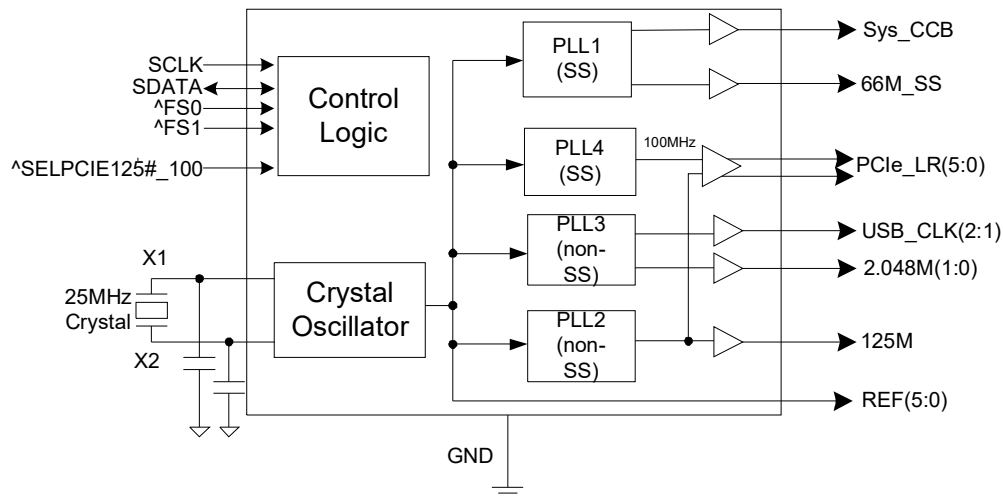 SCLK
SDATA
^FS0
^FS1
^SELPCIE125#_100
Control
Logic
X1
25MHz
Crystal
X2
Crystal
Oscillator
PLL1
(SS)
PLL4
(SS)
100MHz
PLL3
(non-
SS)
PLL2
(non-
SS)
Sys_CCB
66M_SS
PCIe_LR(5:0)
USB_CLK(2:1)
2.048M(1:0)
125M
REF(5:0)
GND